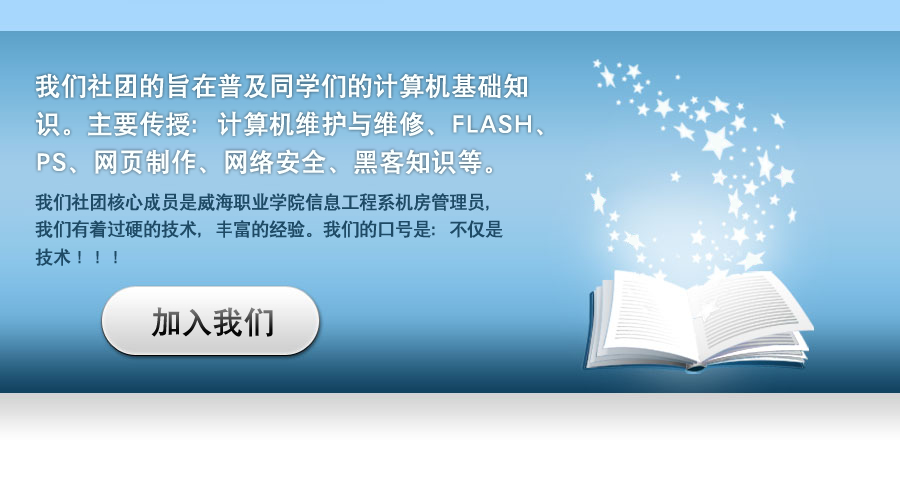 我们社团的旨在普及同学们的计算机基础知
识。主要传授：计算机维护与维修、FLASH、
PS、网页制作、网络安全、黑客知识等。
我们社团核心成员是威海职业学院信息工程系机房管理员，
我们有着过硬的技术，丰富的经验。我们的口号是：不仅是
技术！！！
加入我们